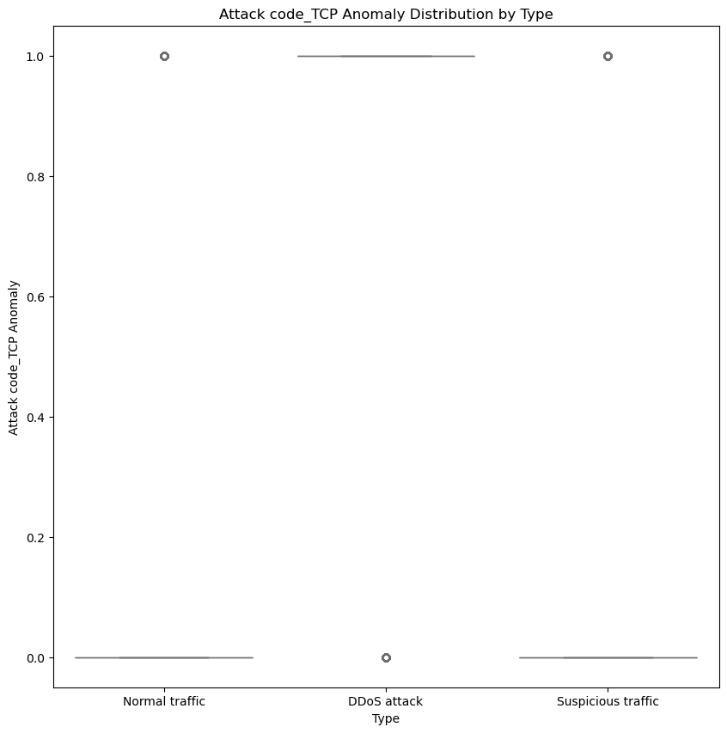 Attack code_TCP Anomaly Distribution by Type
Attack code_TCP Anomaly
1.0
0.8
0.6
0.4
0.2
0.0
Normal traffic
DDoS attack
Suspicious traffic
Type